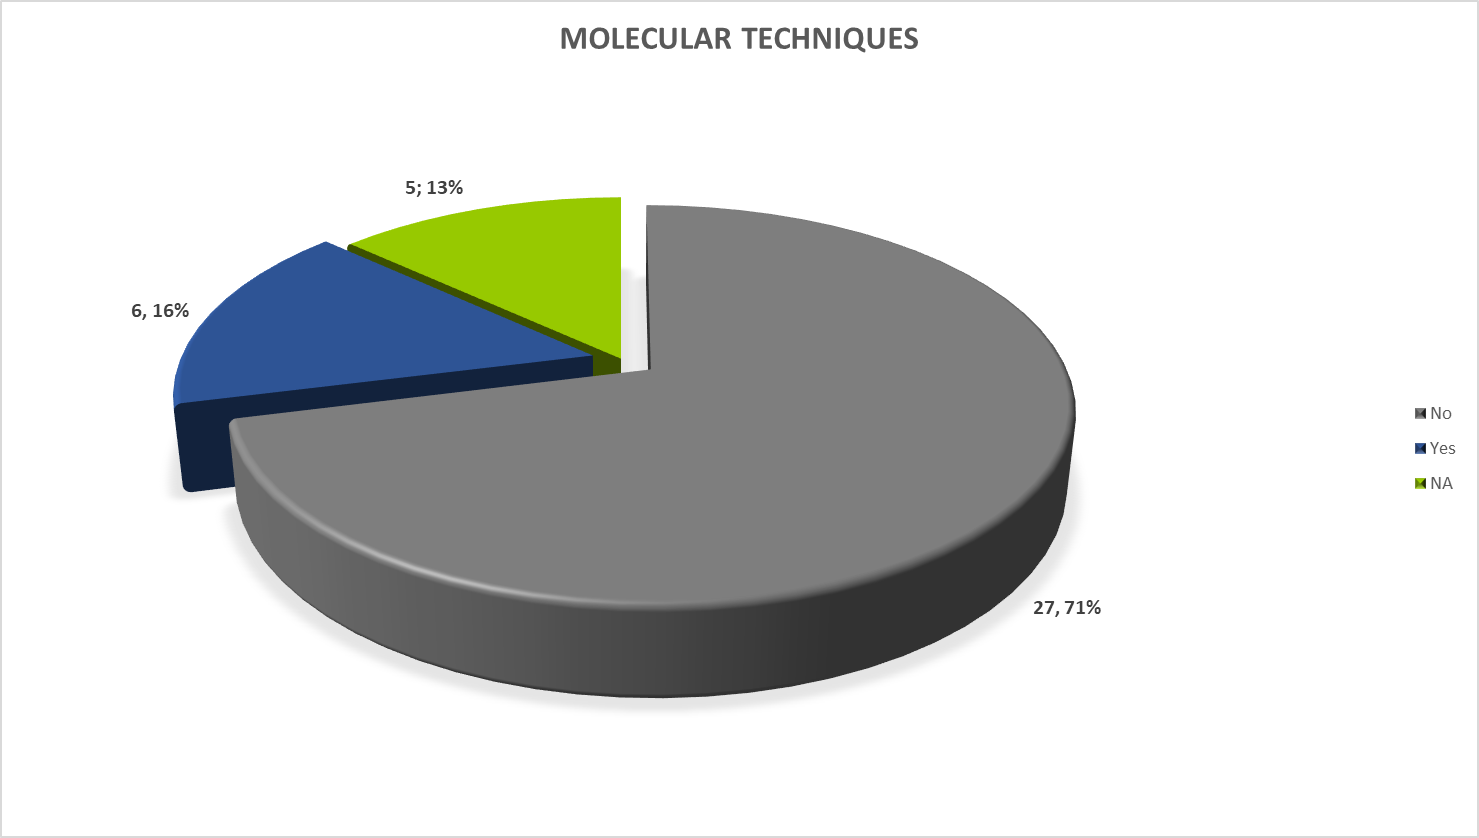 MOLECULAR TECHNIQUES
5; 13%
6, 16%
27, 71%
No
Yes
NA